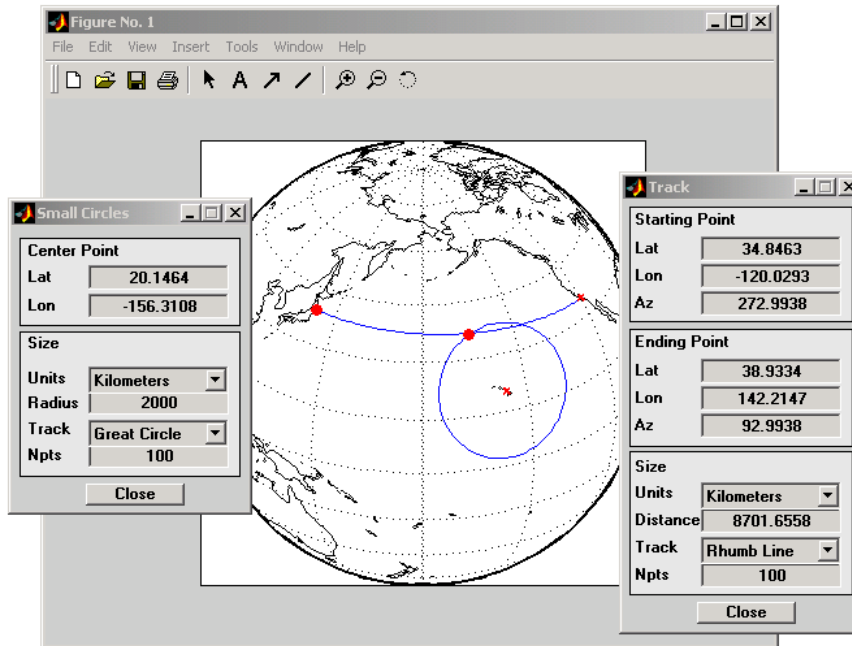 Figure No. 1
File Edit View Insert Tools Window Help
A
Small Circles
Center Point
Lat 20.1464
Lon -156.3108
Size
Units Kilometers
Radius 2000
Track Great Circle
Npts 100
Close
Track
Starting Point
Lat 34.8463
Lon -120.0293
Az 272.9938
Ending Point
Lat 38.9334
Lon 142.2147
Az 92.9938
Size
Units Kilometers
Distance 8701.6558
Track Rhumb Line
Npts 100
Close